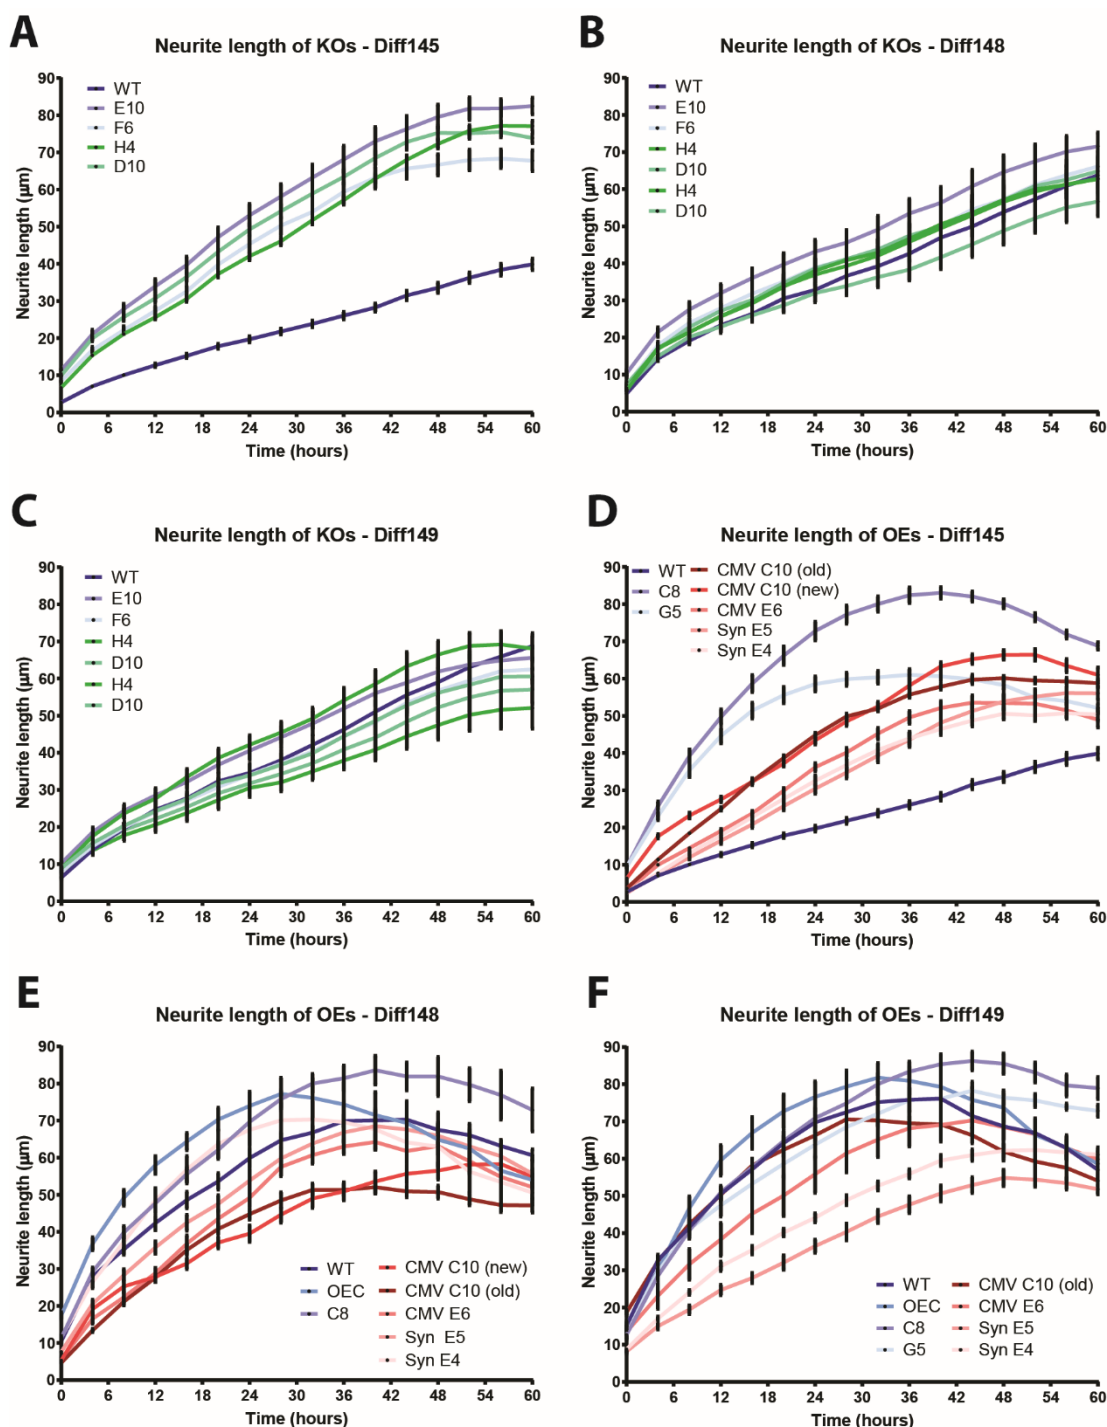 A
Neurite length of KOs - Diff145
Neurite length (µm)
90
80
70
60
50
40
30
20
10
0
WT
E10
F6
H4
D10
0 6 12 18 24 30 36 42 48 54 60
Time (hours)
B
Neurite length of KOs - Diff148
Neurite length (µm)
90
80
70
60
50
40
30
20
10
0
WT
E10
F6
H4
D10
H4
D10
0 6 12 18 24 30 36 42 48 54 60
Time (hours)
C
Neurite length of KOs - Diff149
Neurite length (µm)
90
80
70
60
50
40
30
20
10
0
WT
E10
F6
H4
D10
H4
D10
0 6 12 18 24 30 36 42 48 54 60
Time (hours)
D
Neurite length of OEs - Diff145
Neurite length (µm)
90
80
70
60
50
40
30
20
10
0
WT
C8
G5
CMV C10 (old)
CMV C10 (new)
CMV E6
Syn E5
Syn E4
0 6 12 18 24 30 36 42 48 54 60
Time (hours)
E
Neurite length of OEs - Diff148
Neurite length (µm)
90
80
70
60
50
40
30
20
10
0
WT
OEC
C8
CMV C10 (new)
CMV C10 (old)
CMV E6
Syn E5
Syn E4
0 6 12 18 24 30 36 42 48 54 60
Time (hours)
F
Neurite length of OEs - Diff149
Neurite length (µm)
90
80
70
60
50
40
30
20
10
0
WT
OEC
C8
G5
CMV C10 (old)
CMV E6
Syn E5
Syn E4
0 6 12 18 24 30 36 42 48 54 60
Time (hours)